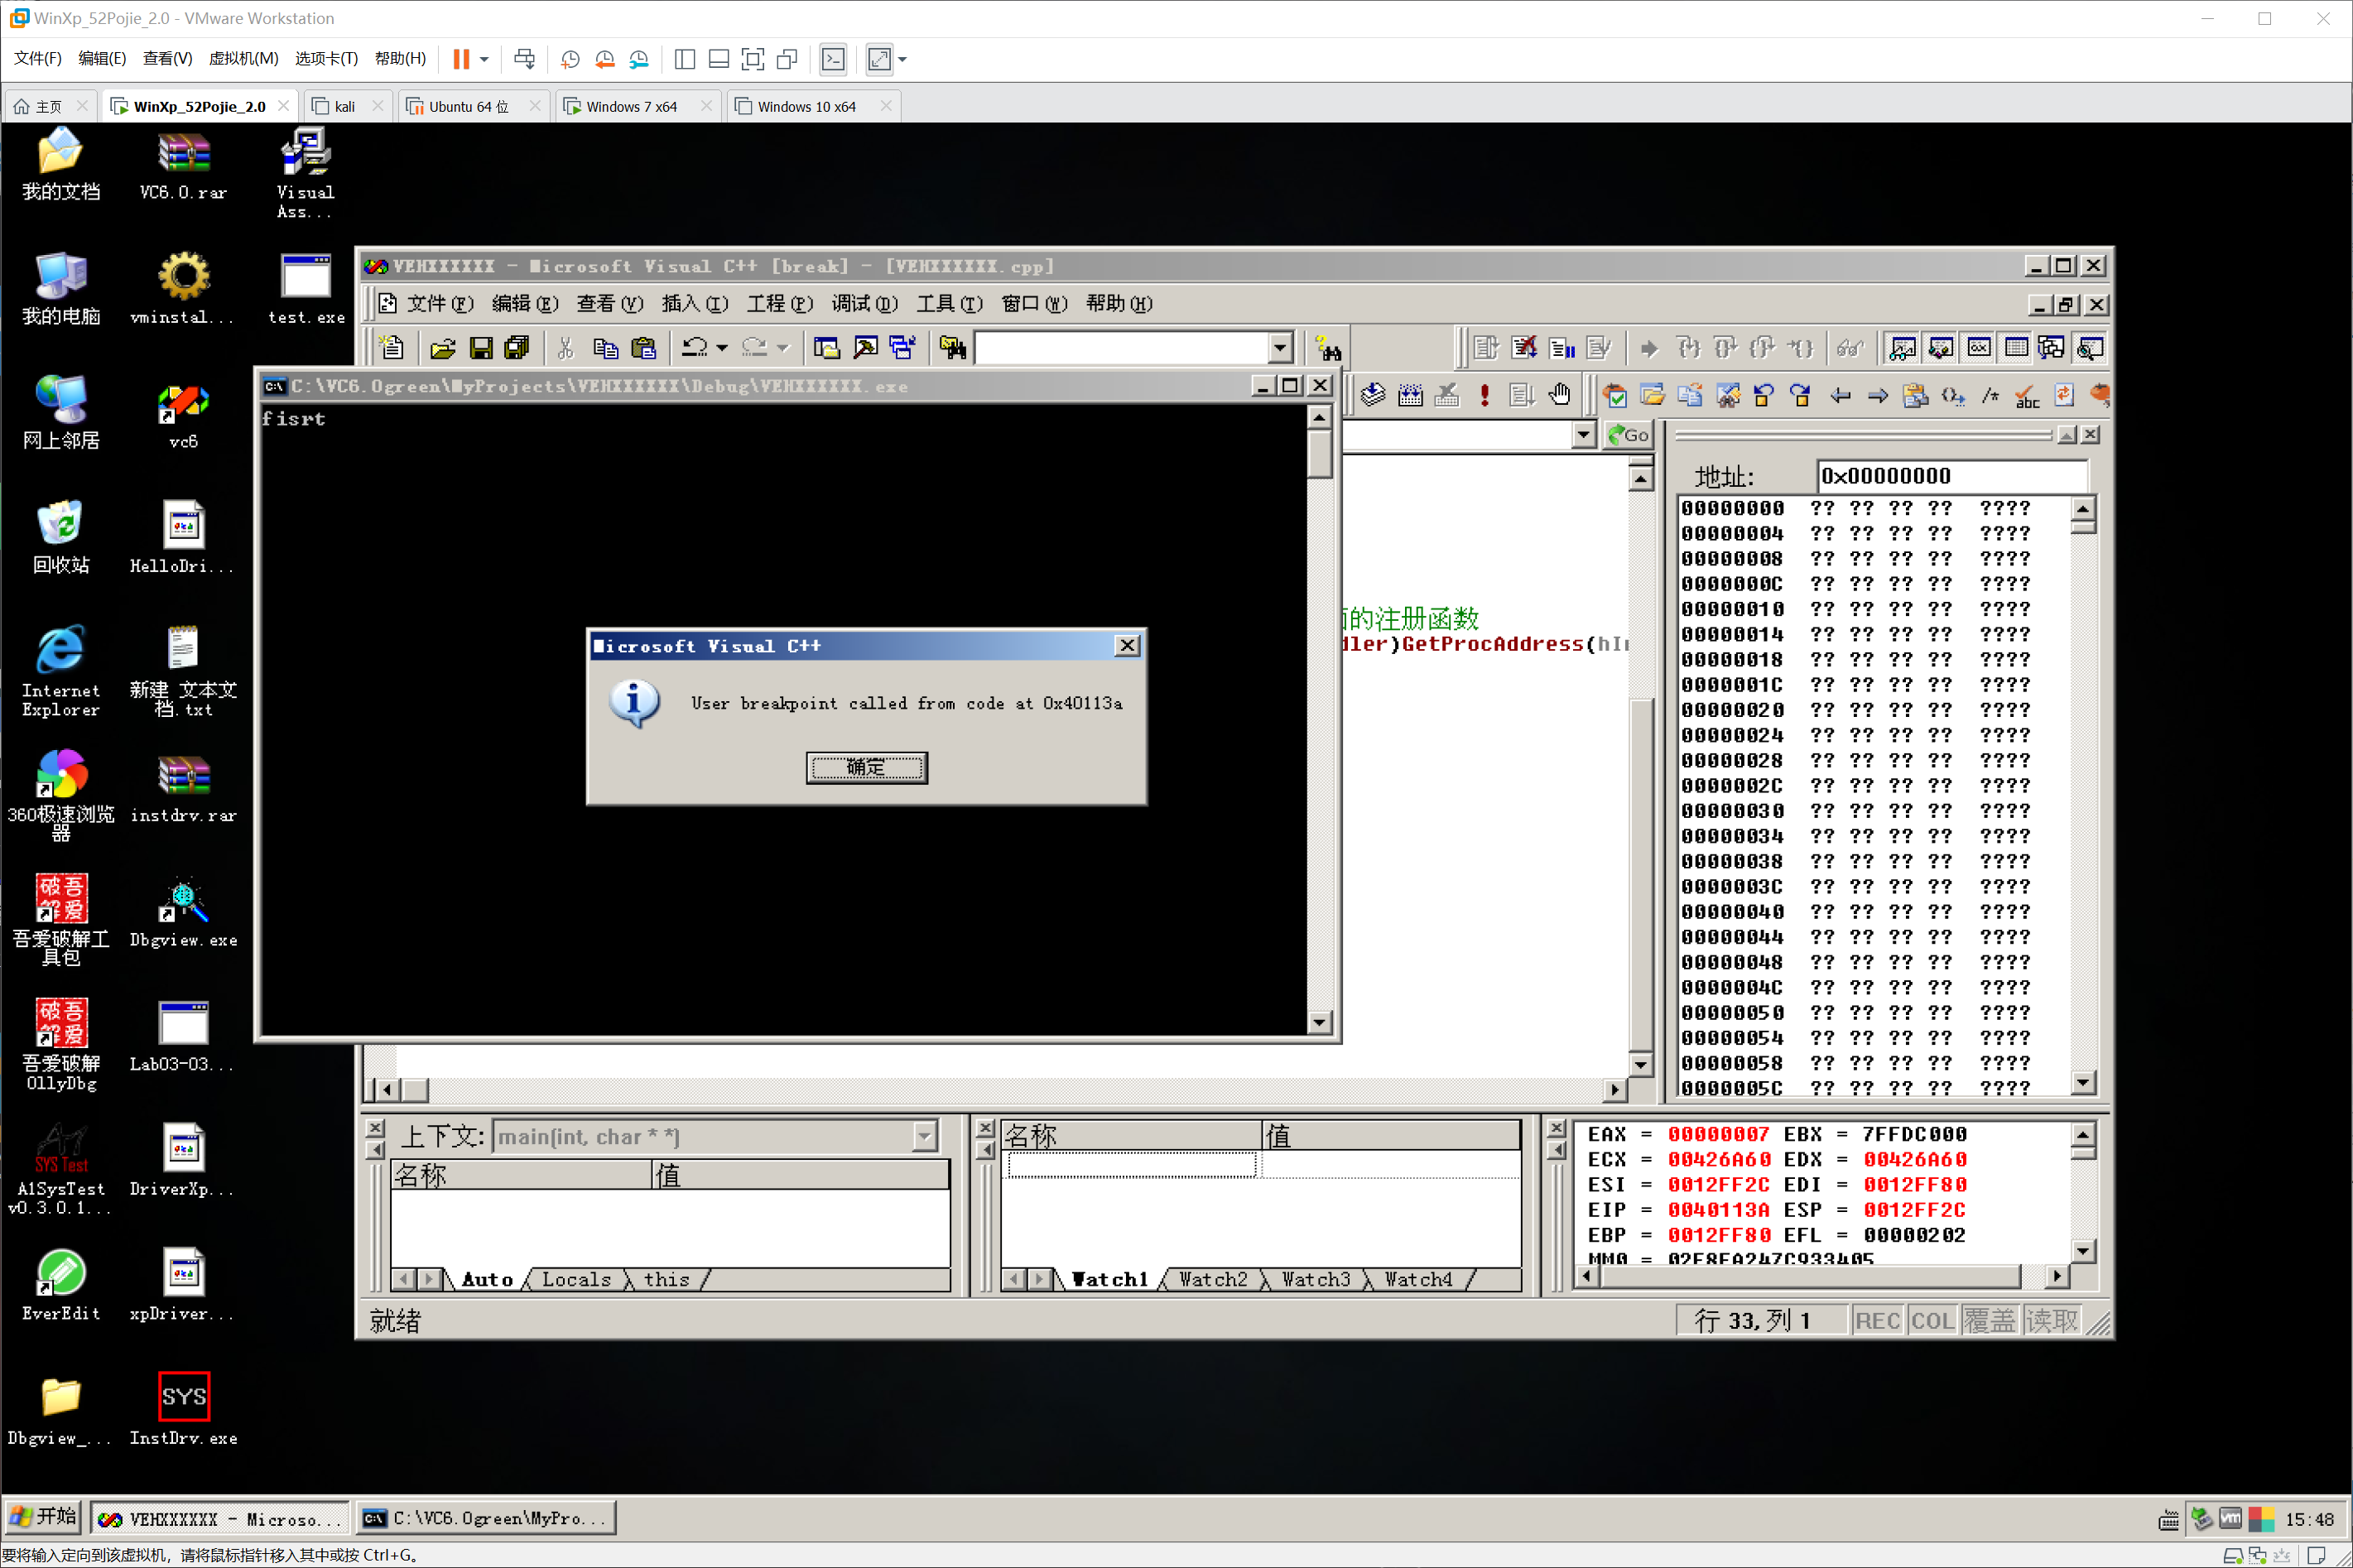 WinXp_52Pojie_2.0 - VMware Workstation
文件(F) 编辑(E) 查看(V) 虚拟机(M) 选项卡(T) 帮助(H)
主页 WinXp_52Pojie_2.0 kali Ubuntu 64 位 Windows 7 x64 Windows 10 x64
我的文档
VC6.0.rar
Visual Ass...
我的电脑
vminstal...
test.exe
网上邻居
vc6
回收站
HelloDri...
Internet Explorer
新建 文本文档.txt
360极速浏览器
instdrv.rar
吾爱破解工具包
Dbgview.exe
吾爱破解OllyDbg
Lab03-03...
A1SysTest v0.3.0.1...
DriverXp...
EverEdit
xpDriver...
Dbgview_...
SYS
InstDrv.exe
VEHXXXXXX - Microsoft Visual C++ [break] - [VEHXXXXXX.cpp]
文件(F) 编辑(E) 查看(V) 插入(I) 工程(P) 调试(D) 工具(T) 窗口(W) 帮助(H)
C:\VC6.0green\MyProjects\VEHXXXXXX\Debug\VEHXXXXXX.exe
fisrt
Go
的注册函数
dler)GetProcAddress(hI
Microsoft Visual C++
User breakpoint called from code at 0x40113a
确定
地址: 0x00000000
00000000 ?? ?? ?? ?? ????
00000004 ?? ?? ?? ?? ????
00000008 ?? ?? ?? ?? ????
0000000C ?? ?? ?? ?? ????
00000010 ?? ?? ?? ?? ????
00000014 ?? ?? ?? ?? ????
00000018 ?? ?? ?? ?? ????
0000001C ?? ?? ?? ?? ????
00000020 ?? ?? ?? ?? ????
00000024 ?? ?? ?? ?? ????
00000028 ?? ?? ?? ?? ????
0000002C ?? ?? ?? ?? ????
00000030 ?? ?? ?? ?? ????
00000034 ?? ?? ?? ?? ????
00000038 ?? ?? ?? ?? ????
0000003C ?? ?? ?? ?? ????
00000040 ?? ?? ?? ?? ????
00000044 ?? ?? ?? ?? ????
00000048 ?? ?? ?? ?? ????
0000004C ?? ?? ?? ?? ????
00000050 ?? ?? ?? ?? ????
00000054 ?? ?? ?? ?? ????
00000058 ?? ?? ?? ?? ????
0000005C ?? ?? ?? ?? ????
上下文: main(int, char * *)
名称 值
Auto Locals this
名称 值
Watch1 Watch2 Watch3 Watch4
EAX = 00000007 EBX = 7FFDC000
ECX = 00426A60 EDX = 00426A60
ESI = 0012FF2C EDI = 0012FF80
EIP = 0040113A ESP = 0012FF2C
EBP = 0012FF80 EFL = 00000202
MM0 = 02F8FA247C933405
就绪
行 33, 列 1 REC COL 覆盖 读取
开始 VEHXXXXXX - Microso... C:\VC6.0green\MyPro... 15:48
要将输入定向到该虚拟机，请将鼠标指针移入其中或按 Ctrl+G。